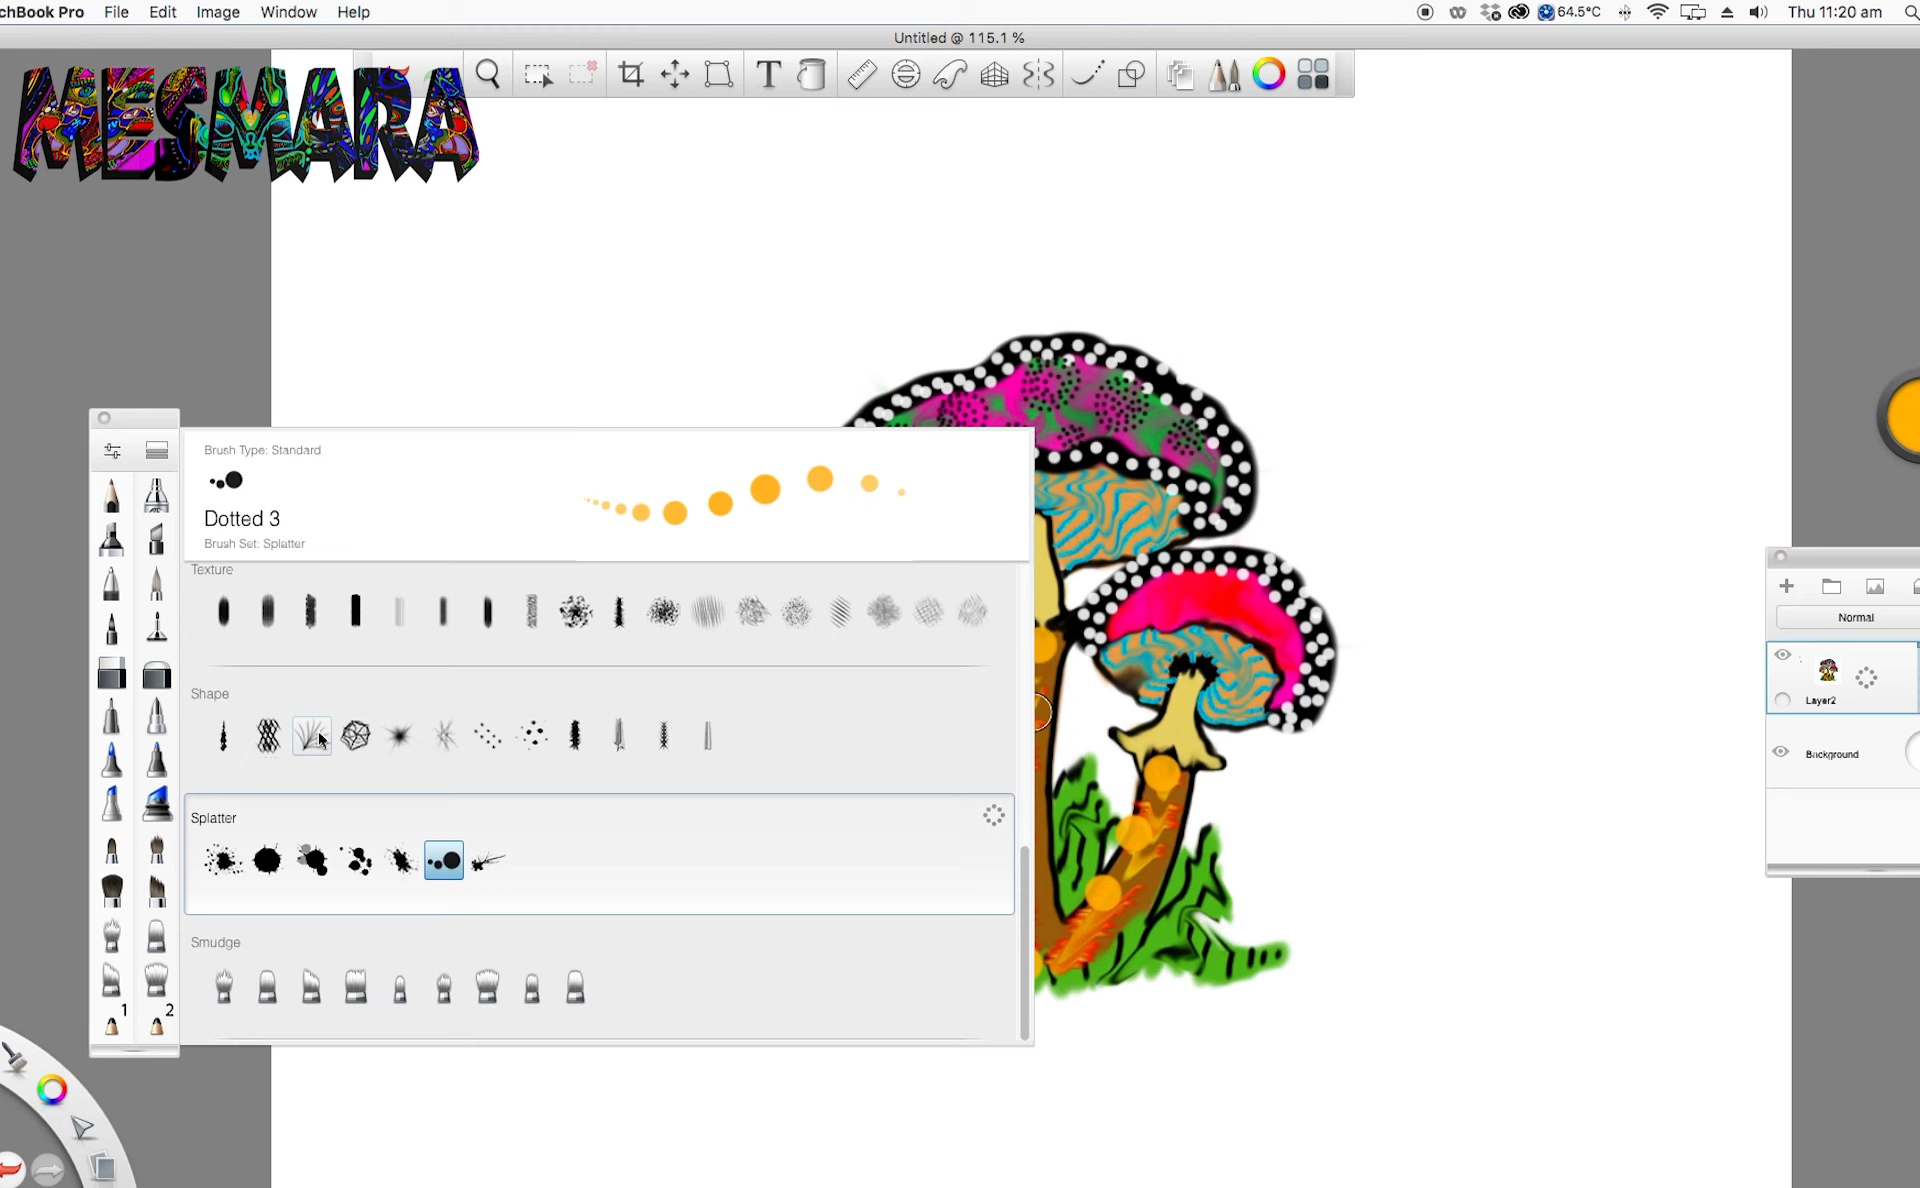 chBook Pro File Edit Image Window Help
64.5°C Thu 11:20 am
Untitled @ 115.1 %
MESMARA
T
Brush Type: Standard
Dotted 3
Brush Set: Splatter
Texture
Shape
Splatter
Smudge
1 2
Normal
Layer2
Background